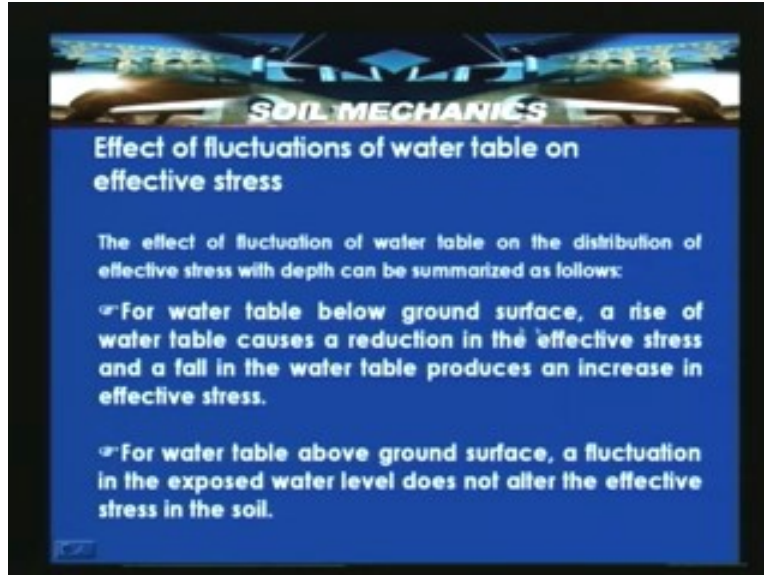 SOIL MECHANICS
Effect of fluctuations of water table on
effective stress
The effect of fluctuation of water table on the distribution of
effective stress with depth can be summarized as follows:
☞For water table below ground surface, a rise of
water table causes a reduction in the effective stress
and a fall in the water table produces an increase in
effective stress.
☞For water table above ground surface, a fluctuation
in the exposed water level does not alter the effective
stress in the soil.